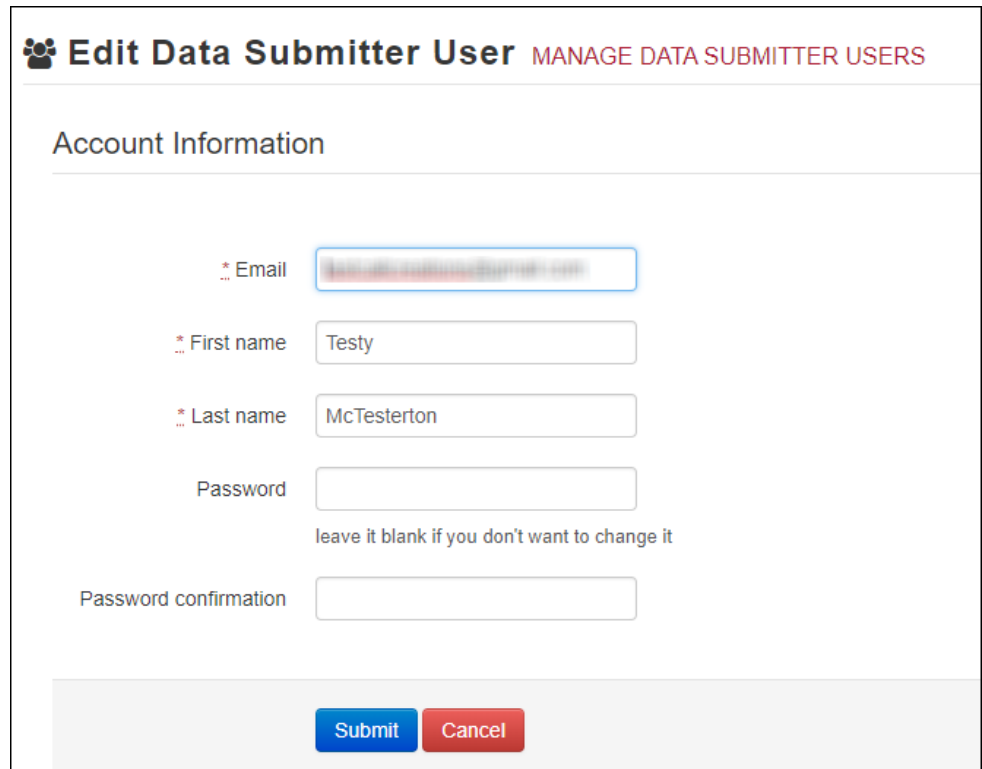 Edit Data Submitter User MANAGE DATA SUBMITTER USERS
Account Information
* Email
* First name Testy
* Last name McTesterton
Password
leave it blank if you don't want to change it
Password confirmation
Submit Cancel